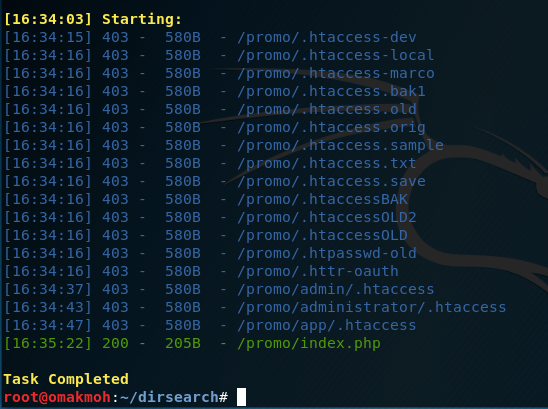 [16:34:03] Starting:
[16:34:15] 403 -  580B  - /promo/.htaccess-dev
[16:34:16] 403 -  580B  - /promo/.htaccess-local
[16:34:16] 403 -  580B  - /promo/.htaccess-marco
[16:34:16] 403 -  580B  - /promo/.htaccess.bak1
[16:34:16] 403 -  580B  - /promo/.htaccess.old
[16:34:16] 403 -  580B  - /promo/.htaccess.orig
[16:34:16] 403 -  580B  - /promo/.htaccess.sample
[16:34:16] 403 -  580B  - /promo/.htaccess.txt
[16:34:16] 403 -  580B  - /promo/.htaccess.save
[16:34:16] 403 -  580B  - /promo/.htaccessBAK
[16:34:16] 403 -  580B  - /promo/.htaccessOLD2
[16:34:16] 403 -  580B  - /promo/.htaccessOLD
[16:34:16] 403 -  580B  - /promo/.htpasswd-old
[16:34:16] 403 -  580B  - /promo/.httr-oauth
[16:34:37] 403 -  580B  - /promo/admin/.htaccess
[16:34:43] 403 -  580B  - /promo/administrator/.htaccess
[16:34:47] 403 -  580B  - /promo/app/.htaccess
[16:35:22] 200 -  205B  - /promo/index.php
Task Completed
root@omakmoh:~/dirsearch#